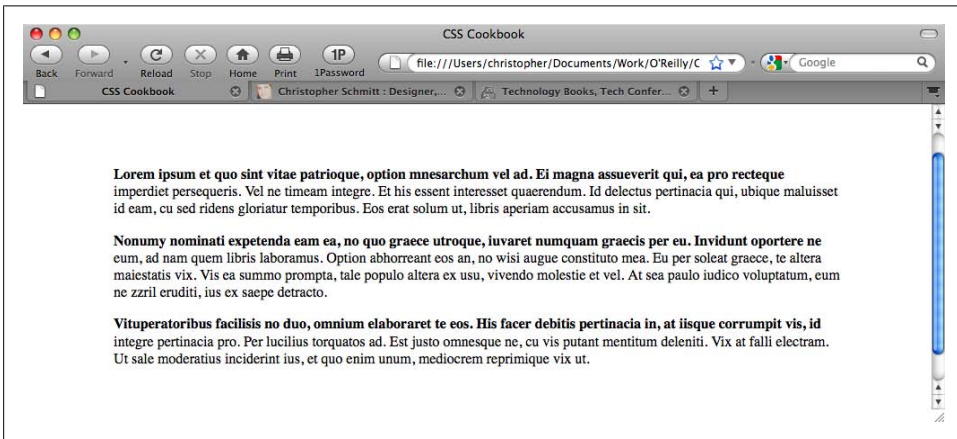 CSS Cookbook
1P
file:///Users/christopher/Documents/Work/O'Reilly/C
Google
Back Forward Reload Stop Home Print 1Password
CSS Cookbook Christopher Schmitt : Designer,... Technology Books, Tech Confer...
Lorem ipsum et quo sint vitae patrioque, option mnesarchum vel ad. Ei magna assueverit qui, ea pro recteque
imperdiet persequeris. Vel ne timeam integre. Et his essent interesset quaerendum. Id delectus pertinacia qui, ubique maluisset
id eam, cu sed ridens gloriatur temporibus. Eos erat solum ut, libris aperiam accusamus in sit.
Nonumy nominati expetenda eam ea, no quo graece utroque, iuvaret numquam graecis per eu. Invidunt oportere ne
eum, ad nam quem libris laboramus. Option abhorreant eos an, no wisi augue constituto mea. Eu per soleat graece, te altera
maiestatis vix. Vis ea summo prompta, tale populo altera ex usu, vivendo molestie et vel. At sea paulo iudico voluptatum, eum
ne zzril eruditi, ius ex saepe detracto.
Vituperatoribus facilisis no duo, omnium elaboraret te eos. His facer debitis pertinacia in, at iisque corrumpit vis, id
integre pertinacia pro. Per lucilius torquatos ad. Est justo omnesque ne, cu vis putant mentitum deleniti. Vix at falli electram.
Ut sale moderatius inciderint ius, et quo enim unum, mediocrem reprimique vix ut.